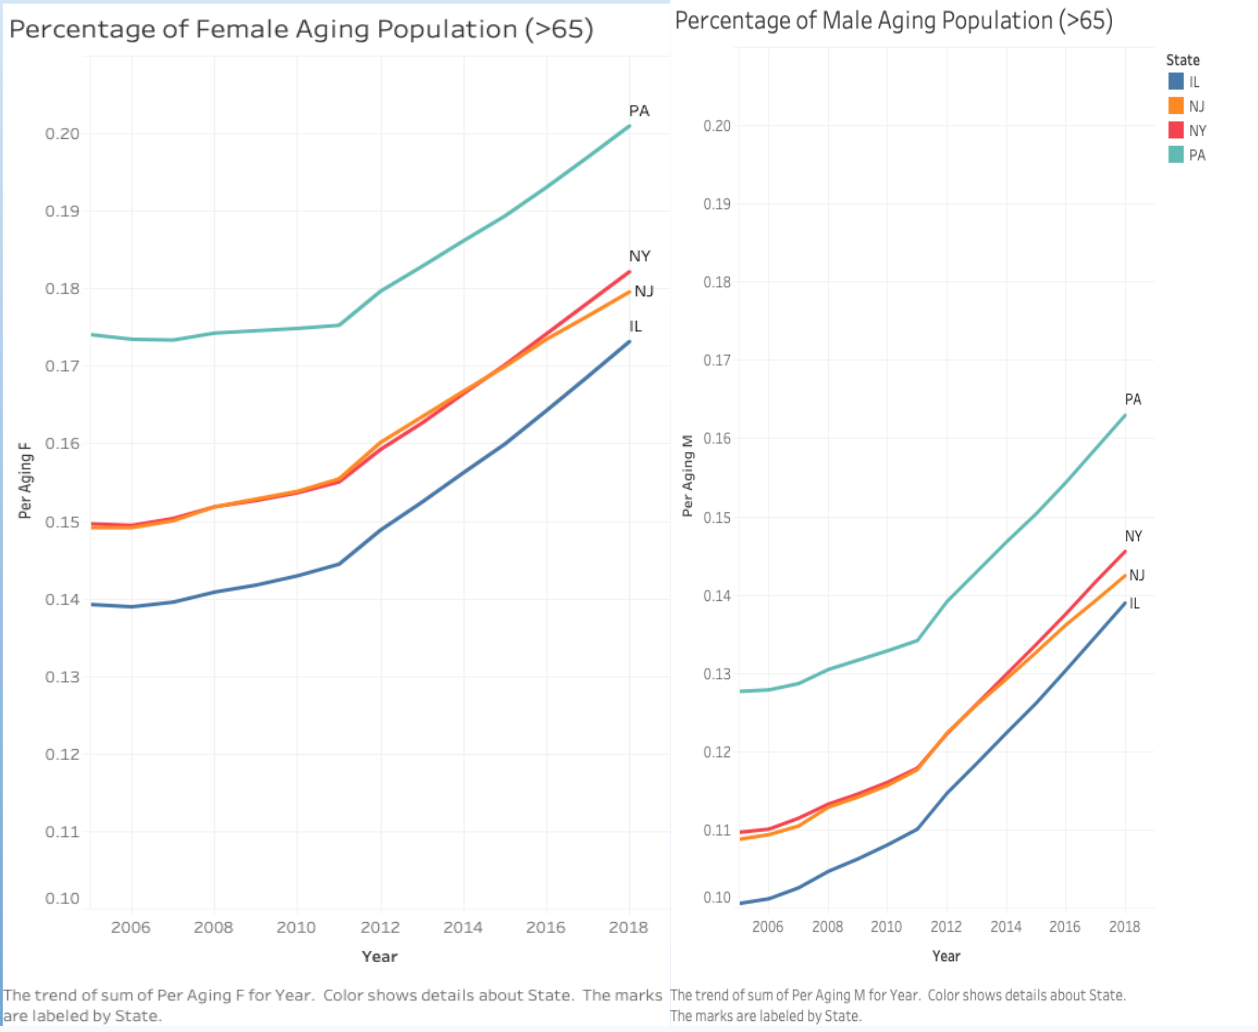 Percentage of Female Aging Population (>65)
0.20
0.19
0.18
0.17
0.16
0.15
0.14
0.13
0.12
0.11
0.10
Per Aging F
PA
NY
NJ
IL
2006 2008 2010 2012 2014 2016 2018
Year
The trend of sum of Per Aging F for Year. Color shows details about State. The marks
are labeled by State.
Percentage of Male Aging Population (>65)
0.20
0.19
0.18
0.17
0.16
0.15
0.14
0.13
0.12
0.11
0.10
Per Aging M
PA
NY
NJ
IL
2006 2008 2010 2012 2014 2016 2018
Year
The trend of sum of Per Aging M for Year. Color shows details about State.
The marks are labeled by State.
State
IL
NJ
NY
PA